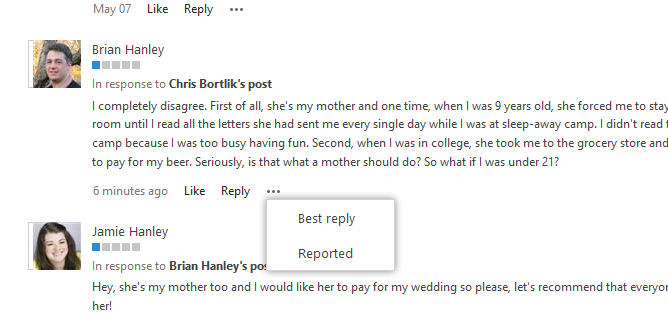 May 07 Like Reply •••
Brian Hanley
In response to Chris Bortlik's post
I completely disagree. First of all, she's my mother and one time, when I was 9 years old, she forced me to stay
room until I read all the letters she had sent me every single day while I was at sleep-away camp. I didn't read t
camp because I was too busy having fun. Second, when I was in college, she took me to the grocery store and
to pay for my beer. Seriously, is that what a mother should do? So what if I was under 21?
6 minutes ago Like Reply •••
Best reply
Reported
Jamie Hanley
In response to Brian Hanley's pos
Hey, she's my mother too and I would like her to pay for my wedding so please, let's recommend that everyo
her!